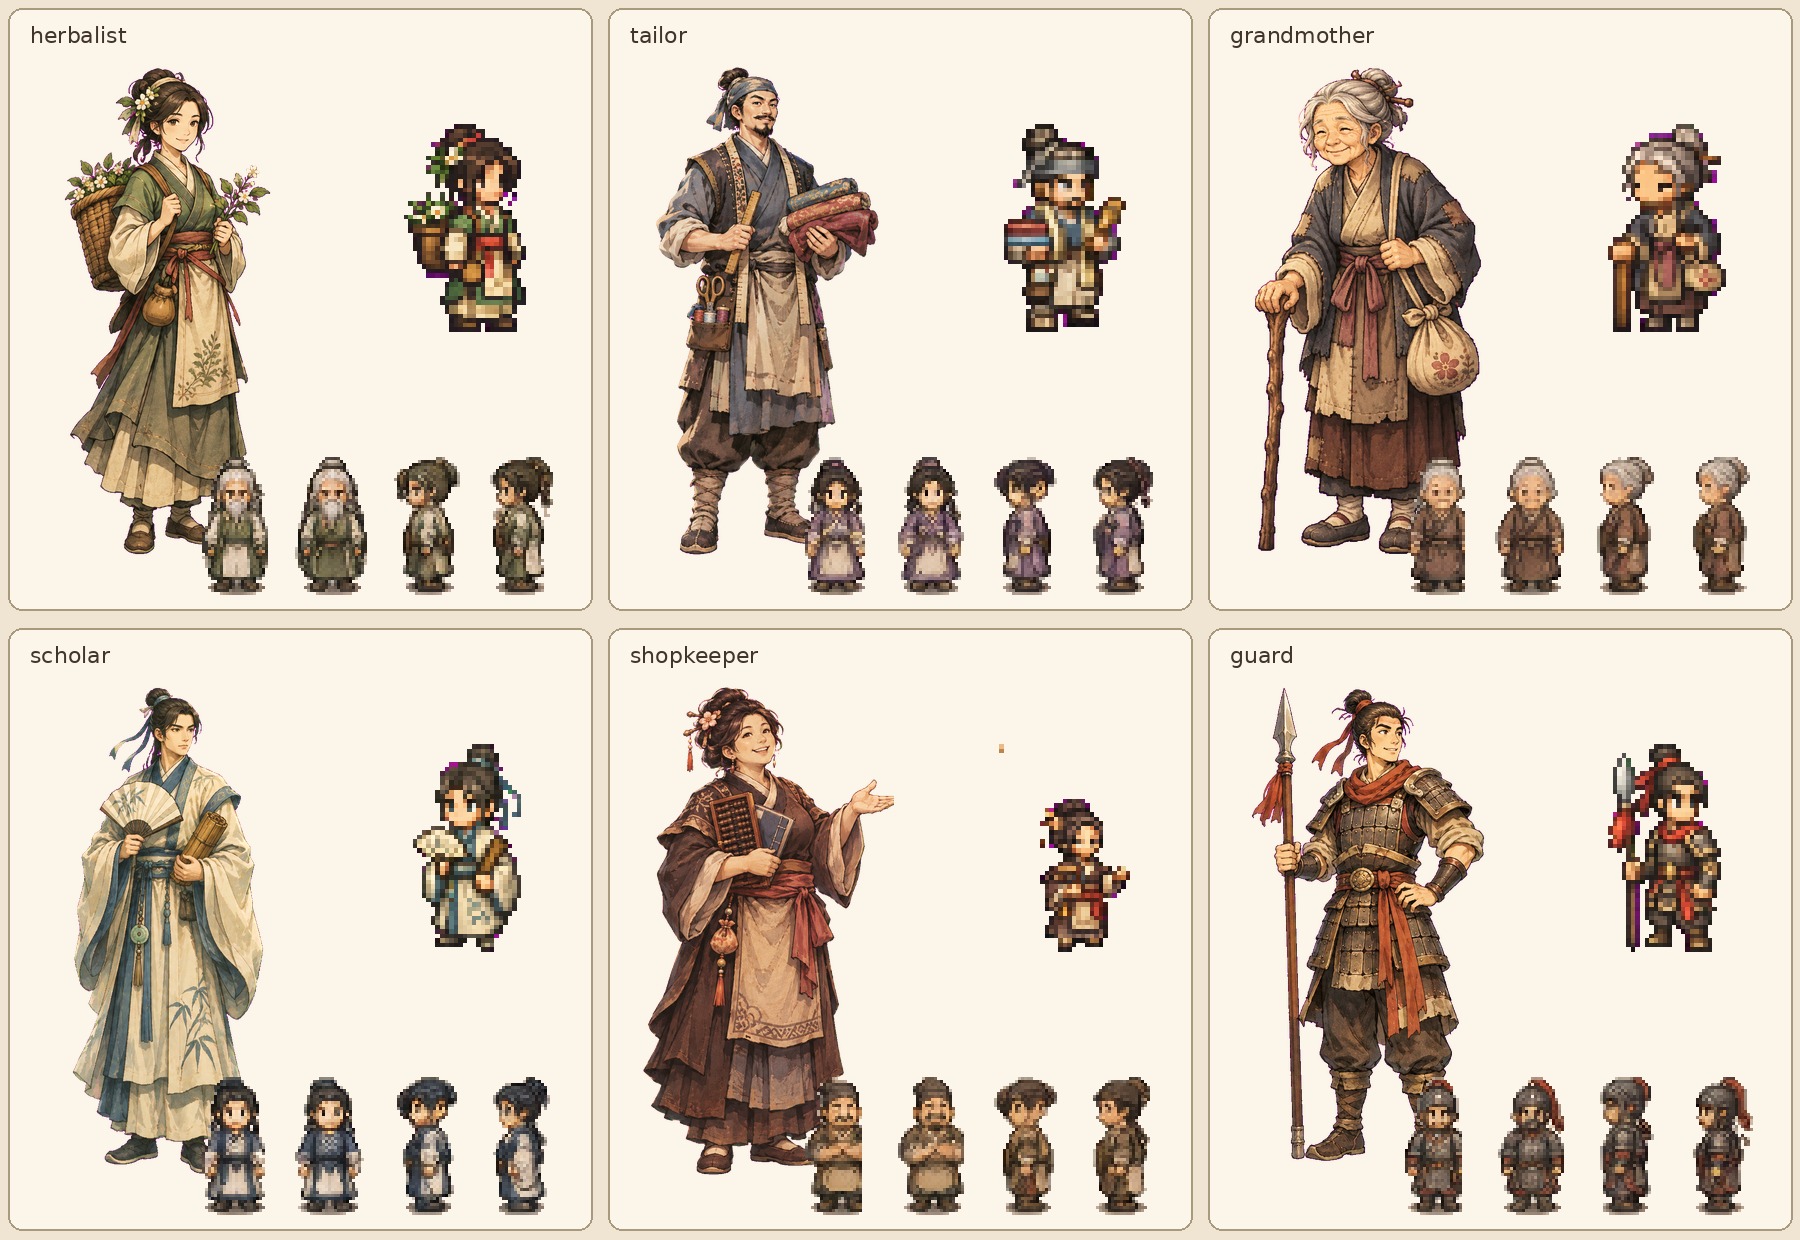 herbalist
tailor
grandmother
scholar
shopkeeper
guard